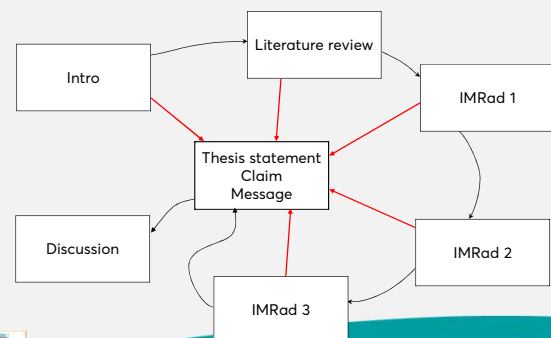 Literature review
Intro
IMRad 1
Thesis statement
Claim
Message
Discussion
IMRad 2
IMRad 3